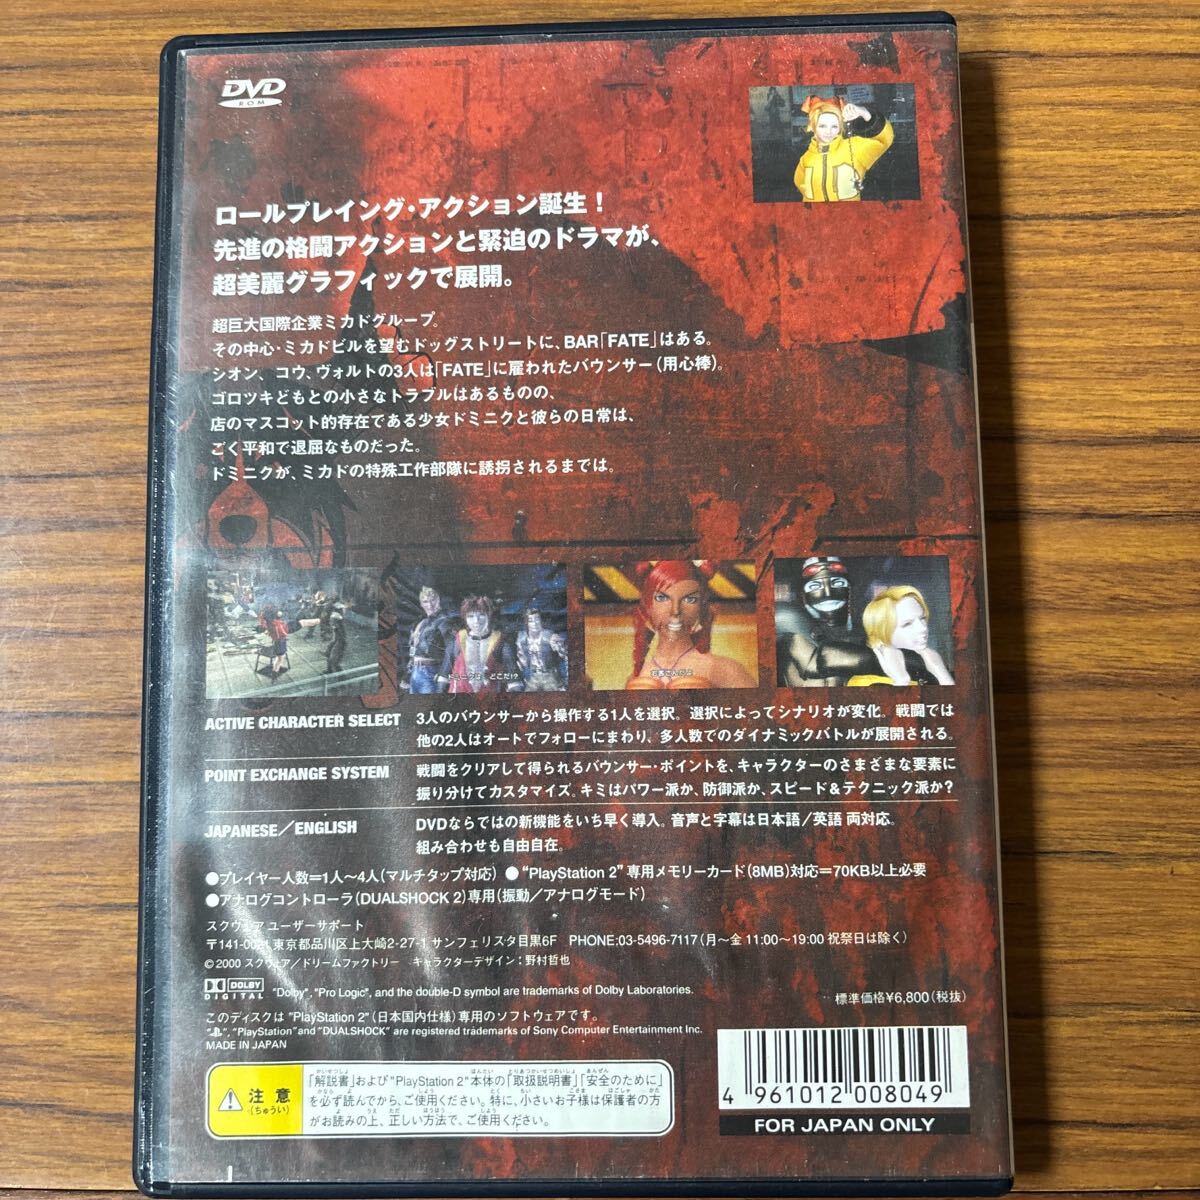 DVD
ROM
ロールプレイング・アクション誕生！
先進の格闘アクションと緊迫のドラマが、
超美麗グラフィックで展開。
超巨大国際企業ミカドグループ。
その中心・ミカドビルを望むドッグストリートに、BAR「FATE」はある。
シオン、コウ、ヴォルトの3人は「FATE」に雇われたバウンサー（用心棒）。
ゴロツキどもとの小さなトラブルはあるものの、
店のマスコット的存在である少女ドミニクと彼らの日常は、
ごく平和で退屈なものだった。
ドミニクが、ミカドの特殊工作部隊に誘拐されるまでは。
ドミニクは、どこだ!?
お客さんだよ
ACTIVE CHARACTER SELECT 3人のバウンサーから操作する1人を選択。選択によってシナリオが変化。戦闘では
他の2人はオートでフォローにまわり、多人数でのダイナミックバトルが展開される。
POINT EXCHANGE SYSTEM 戦闘をクリアして得られるバウンサー・ポイントを、キャラクターのさまざまな要素に
振り分けてカスタマイズ。キミはパワー派か、防御派か、スピード＆テクニック派か?
JAPANESE／ENGLISH DVDならではの新機能をいち早く導入。音声と字幕は日本語／英語 両対応。
組み合わせも自由自在。
●プレイヤー人数＝1人〜4人（マルチタップ対応） ●“PlayStation 2”専用メモリーカード（8MB）対応＝70KB以上必要
●アナログコントローラ（DUALSHOCK 2）専用（振動／アナログモード）
スクウェア ユーザーサポート
〒141-0021 東京都品川区上大崎2-27-1 サンフェリスタ目黒6F PHONE:03-5496-7117（月〜金 11:00〜19:00 祝祭日は除く）
© 2000 スクウェア／ドリームファクトリー キャラクターデザイン：野村哲也
DOLBY
DIGITAL "Dolby", "Pro Logic", and the double-D symbol are trademarks of Dolby Laboratories.
標準価格¥6,800（税抜）
このディスクは "PlayStation 2"（日本国内仕様）専用のソフトウェアです。
" ", "PlayStation" and "DUALSHOCK" are registered trademarks of Sony Computer Entertainment Inc.
MADE IN JAPAN
注意
（ちゅうい）
「解説書」および"PlayStation 2"本体の「取扱説明書」「安全のために」
を必ず読んでから、ご使用ください。特に、小さいお子様は保護者の方
がお読みの上、正しい方法で、ご使用ください。
4 961012 008049
FOR JAPAN ONLY